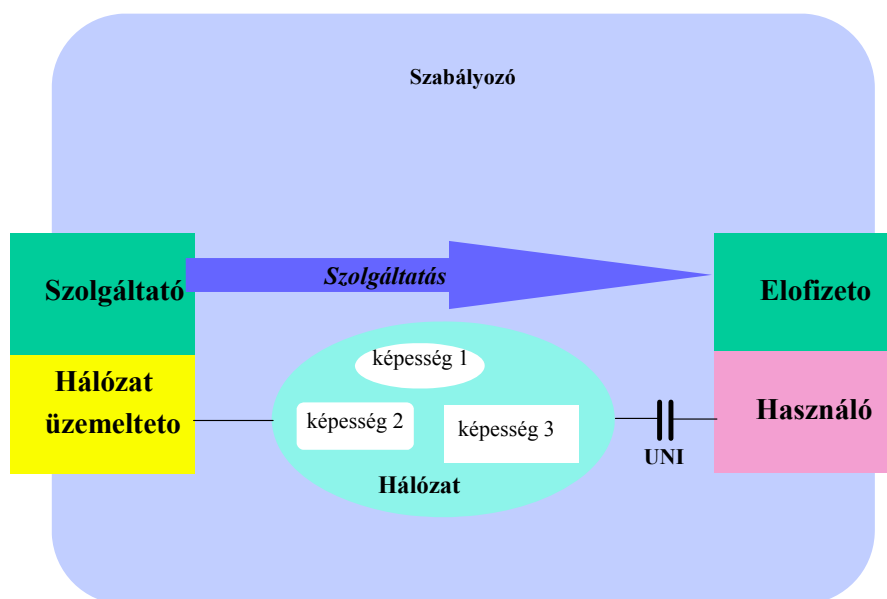 Szabályozó
Szolgáltató
Szolgáltatás
Elofizeto
Hálózat
üzemelteto
képesség 1
képesség 2
képesség 3
Hálózat
UNI
Használó